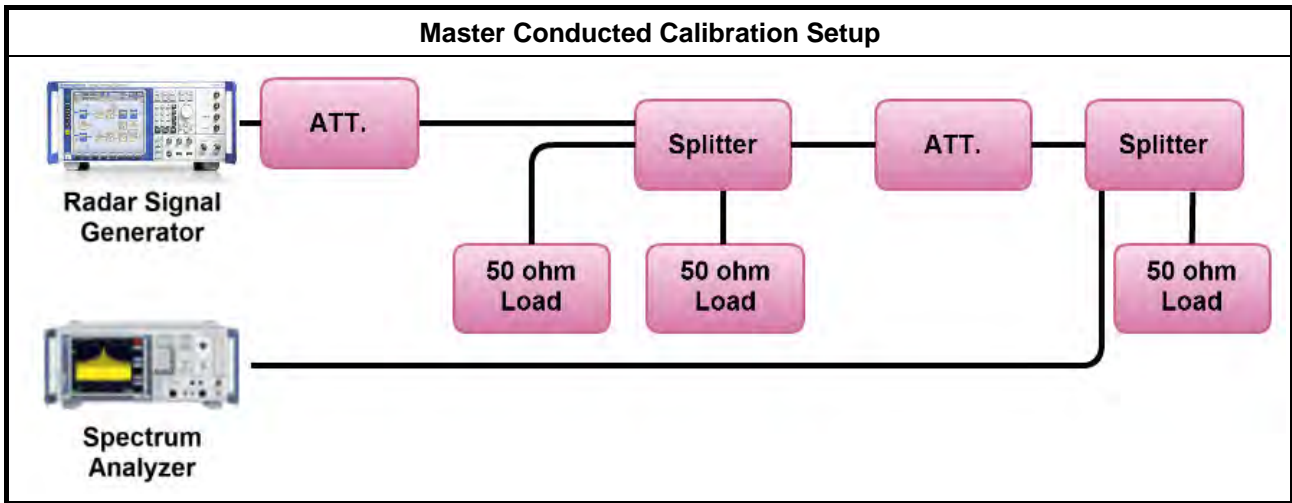 Master Conducted Calibration Setup
ATT.
Splitter
ATT.
Splitter
Radar Signal
Generator
50 ohm
Load
50 ohm
Load
50 ohm
Load
Spectrum
Analyzer